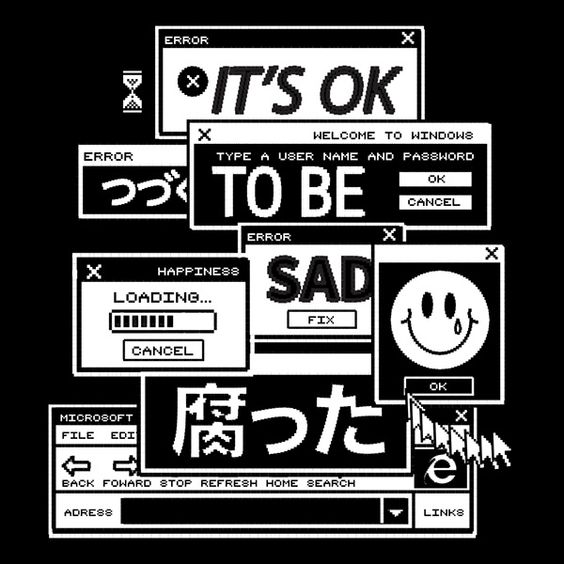 ERROR
IT'S OK
WELCOME TO WINDOWS
TYPE A USER NAME AND PASSWORD
ERROR
つづく
TO BE
OK
CANCEL
ERROR
SAD
FIX
HAPPINESS
LOADING...
CANCEL
OK
腐った
MICROSOFT
FILE EDI
BACK FOWARD STOP REFRESH HOME SEARCH
ADRESS
LINKS